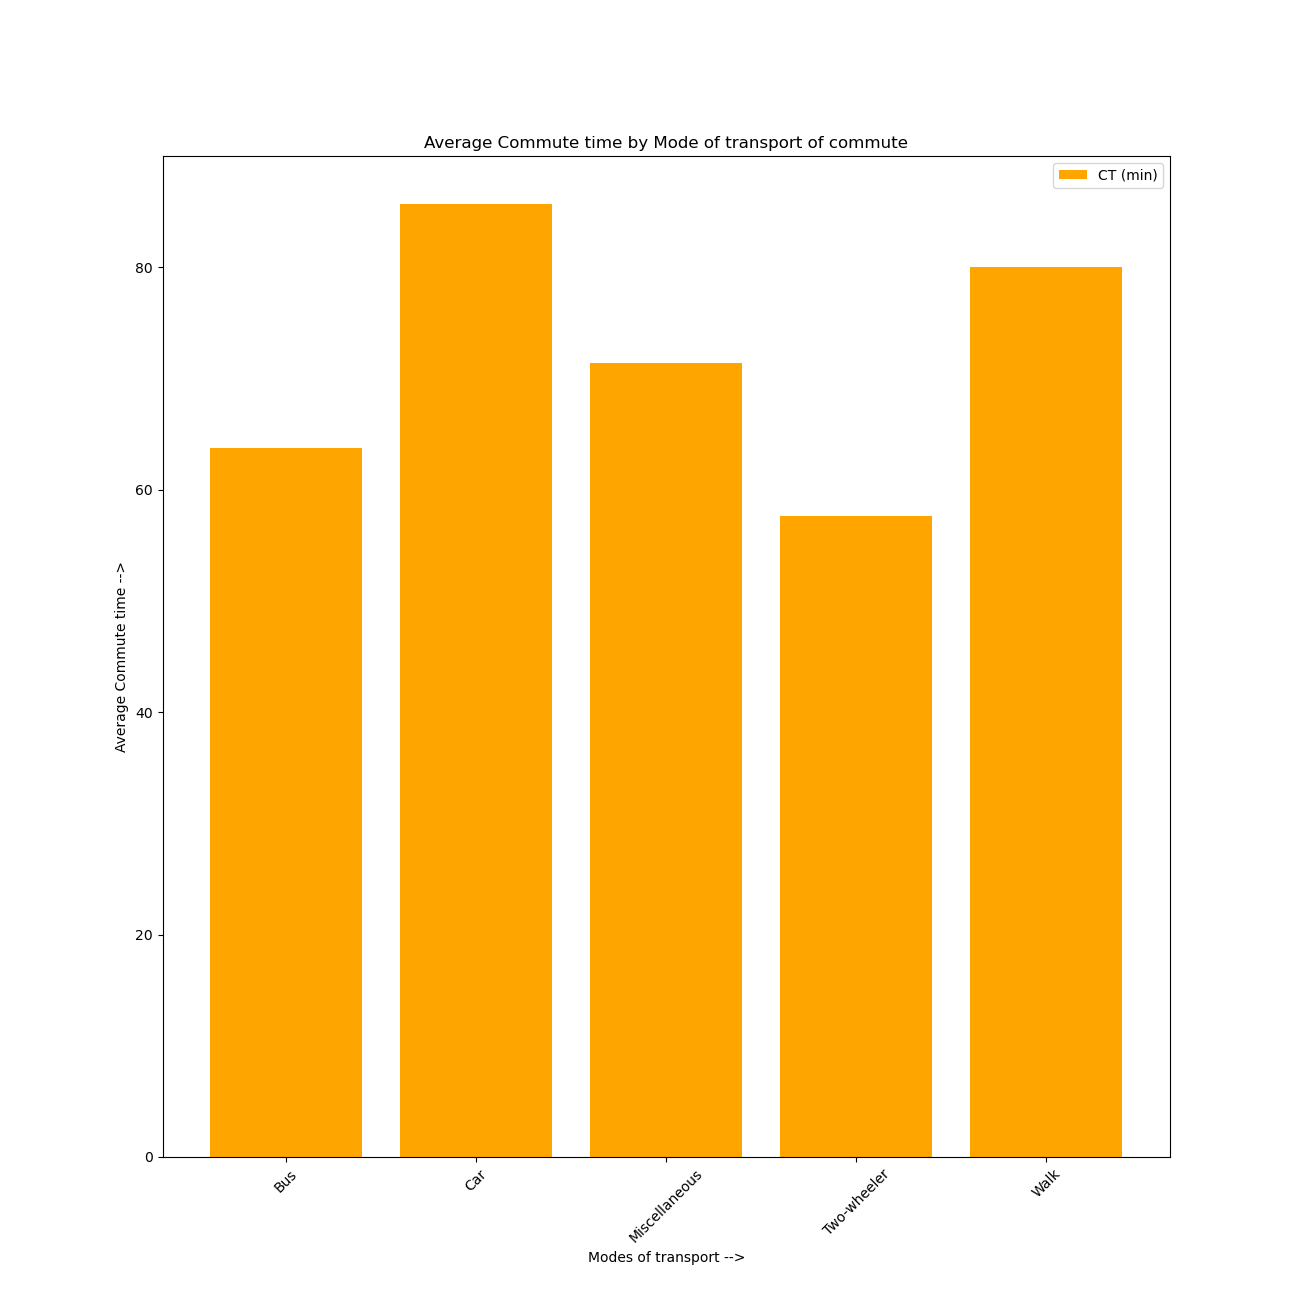 Average Commute time by Mode of transport of commute
CT (min)
80
60
40
20
0
Average Commute time -->
Bus
Car
Miscellaneous
Two-wheeler
Walk
Modes of transport -->